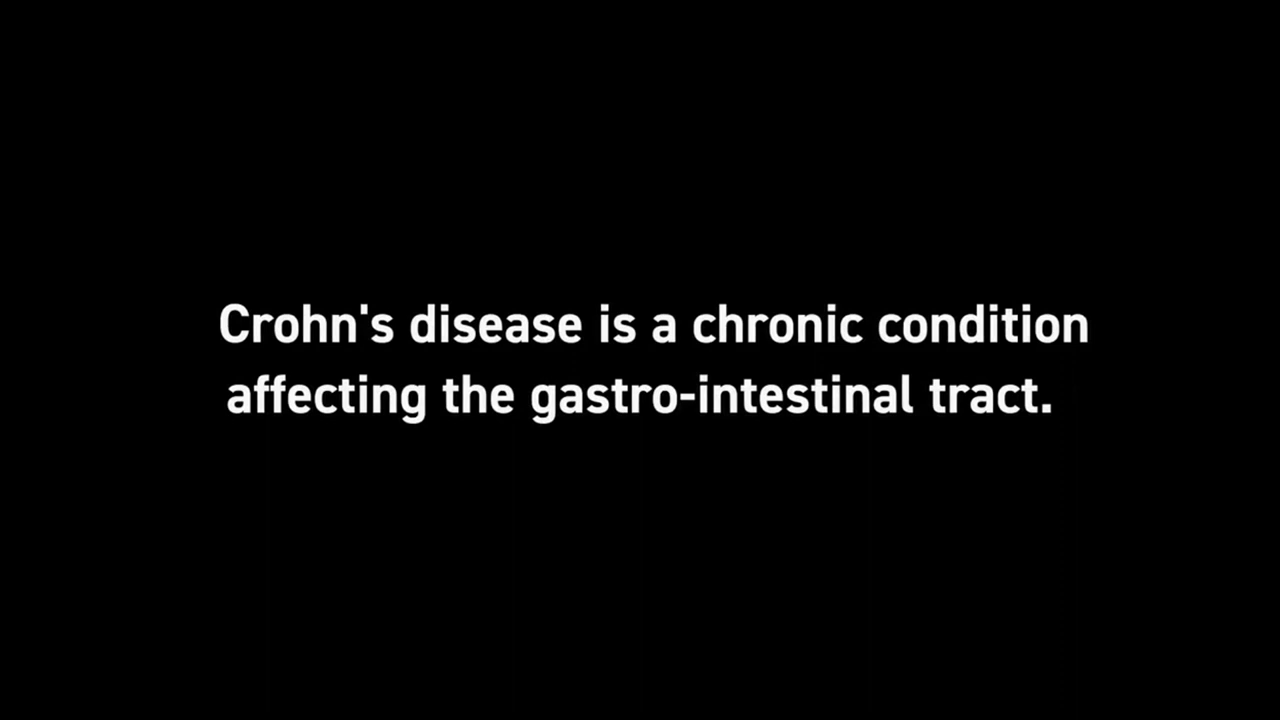 Crohn's disease is a chronic condition
affecting the gastro-intestinal tract.